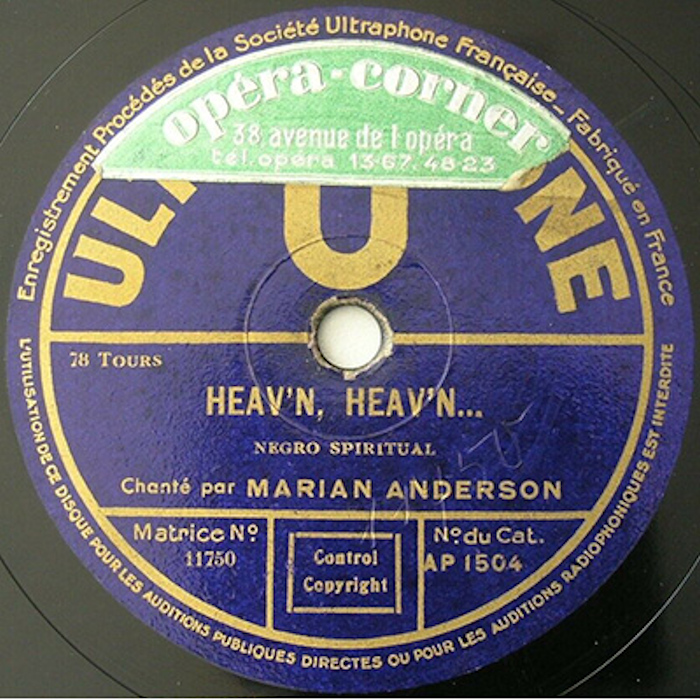 Enregistrement Procédés de la Société Ultraphone Française - Fabriqué en France
opéra-corner
38 avenue de l opéra
tél. opéra 13-67. 48-23
U
78 TOURS
HEAV'N, HEAV'N...
NEGRO SPIRITUAL
Chanté par MARIAN ANDERSON
Matrice Nº
11750
Control
Copyright
Nº du Cat.
AP 1504
L'UTILISATION DE CE DISQUE POUR LES AUDITIONS PUBLIQUES DIRECTES OU POUR LES AUDITIONS RADIOPHONIQUES EST INTERDITE